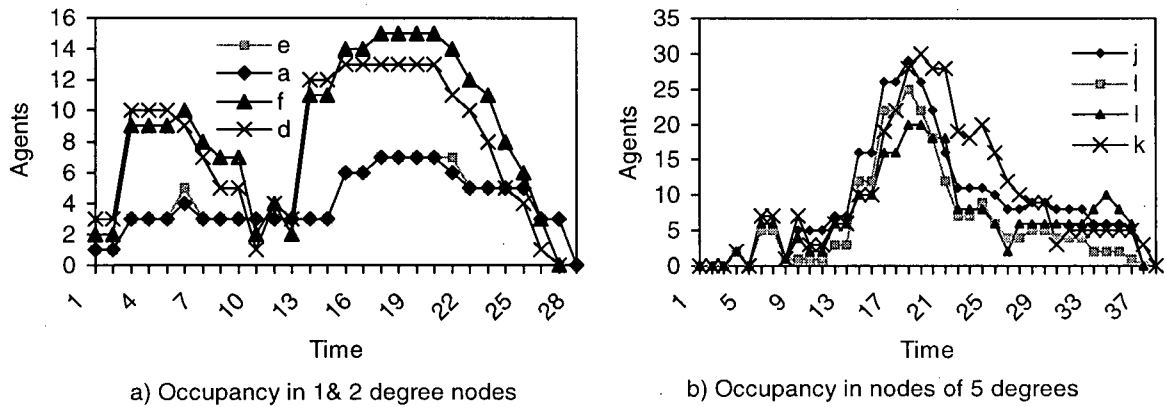 16
14
12
10
8
6
4
2
0
Agents
e
a
f
d
1
4
7
10
13
16
19
22
25
28
Time
a) Occupancy in 1& 2 degree nodes
35
30
25
20
15
10
5
0
Agents
j
l
l
k
1
5
9
13
17
21
25
29
33
37
Time
b) Occupancy in nodes of 5 degrees